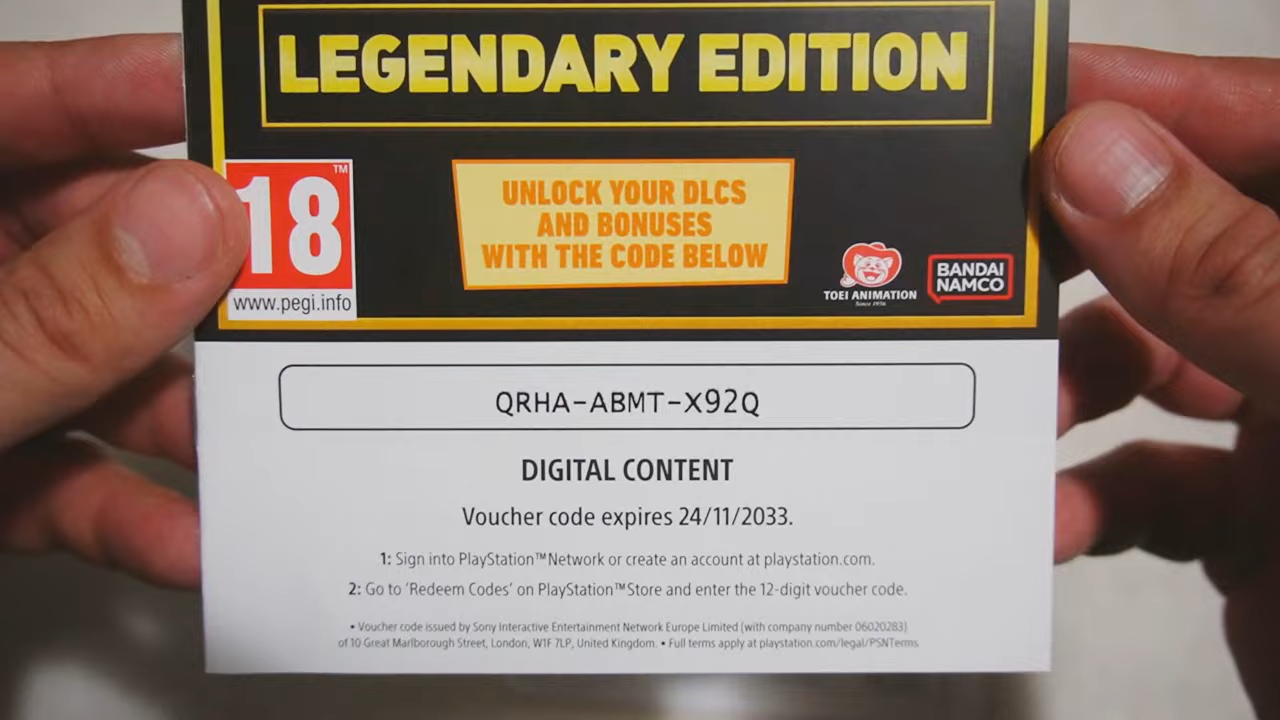 LEGENDARY EDITION
18
TM
www.pegi.info
UNLOCK YOUR DLCS
AND BONUSES
WITH THE CODE BELOW
TOEI ANIMATION
Since 1956
BANDAI
NAMCO
QRHA-ABMT-X92Q
DIGITAL CONTENT
Voucher code expires 24/11/2033.
1: Sign into PlayStation™Network or create an account at playstation.com.
2: Go to 'Redeem Codes' on PlayStation™Store and enter the 12-digit voucher code.
• Voucher code issued by Sony Interactive Entertainment Network Europe Limited (with company number 06020283)
of 10 Great Marlborough Street, London, W1F 7LP, United Kingdom. • Full terms apply at playstation.com/legal/PSNTerms